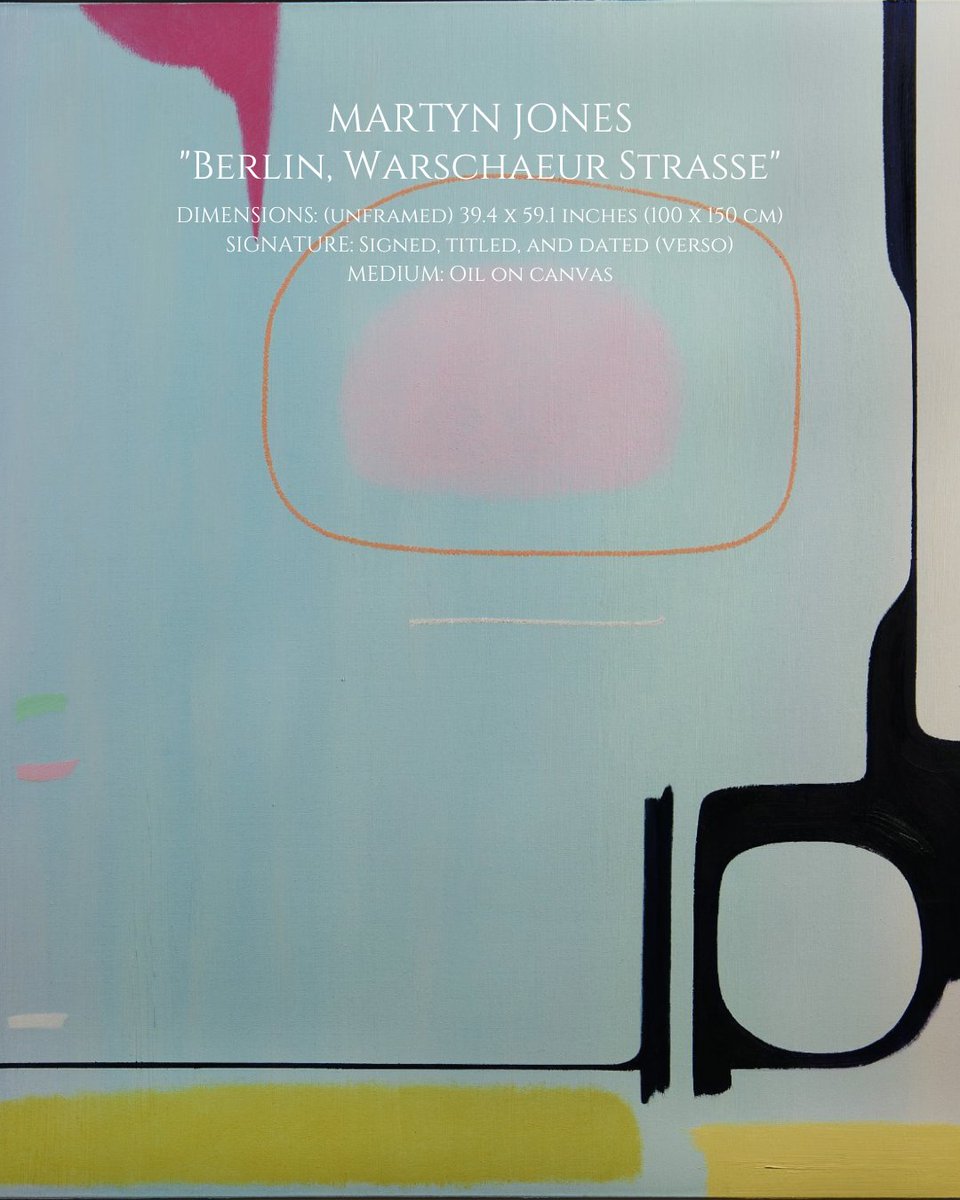 MARTYN JONES
"Berlin, Warschaeur Strasse"
DIMENSIONS: (unframed) 39.4 x 59.1 inches (100 x 150 cm)
SIGNATURE: Signed, titled, and dated (verso)
MEDIUM: Oil on canvas